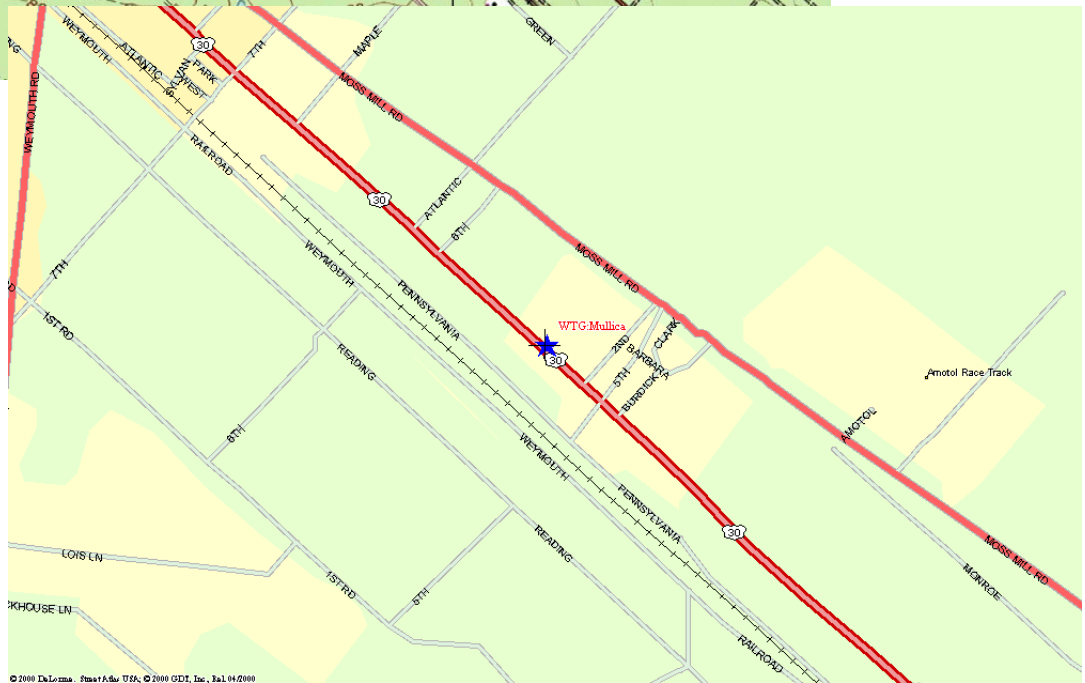 WEYMOUTH
ATLANTIC
SYLVAN
PARK
WEST
30
7TH
MAPLE
GREEN
MOSS MILL RD
WEYMOUTH RD
RAILROAD
30
ATLANTIC
8TH
WEYMOUTH
MOSS MILL RD
7TH
1ST RD
PENNSYLVANIA
READING
WTG:Mullica
30
2ND
BARBARA
CLARK
5TH
BURDICK
Amotol Race Track
AMOTOL
6TH
WEYMOUTH
PENNSYLVANIA
READING
30
LOIS LN
1ST RD
5TH
MOSS MILL RD
MONROE
CKHOUSE LN
RAILROAD
© 2000 DeLorme. Street Atlas USA; © 2000 GDT, Inc., Rel. 04/2000